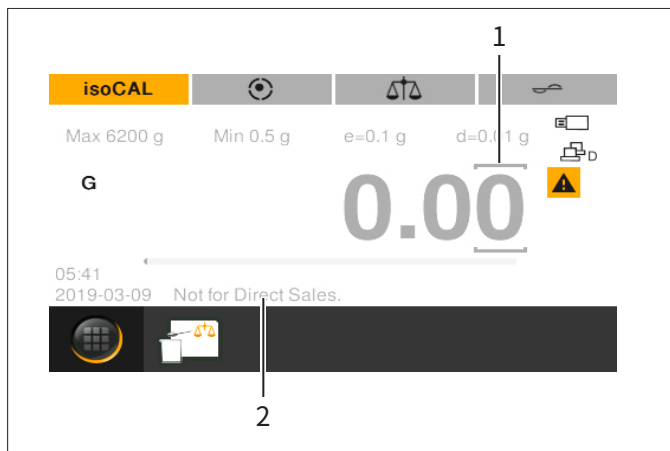 1
isoCAL
Max 6200 g Min 0.5 g e=0.1 g d=0.01 g
D
G 0.00
05:41
2019-03-09 Not for Direct Sales.
2